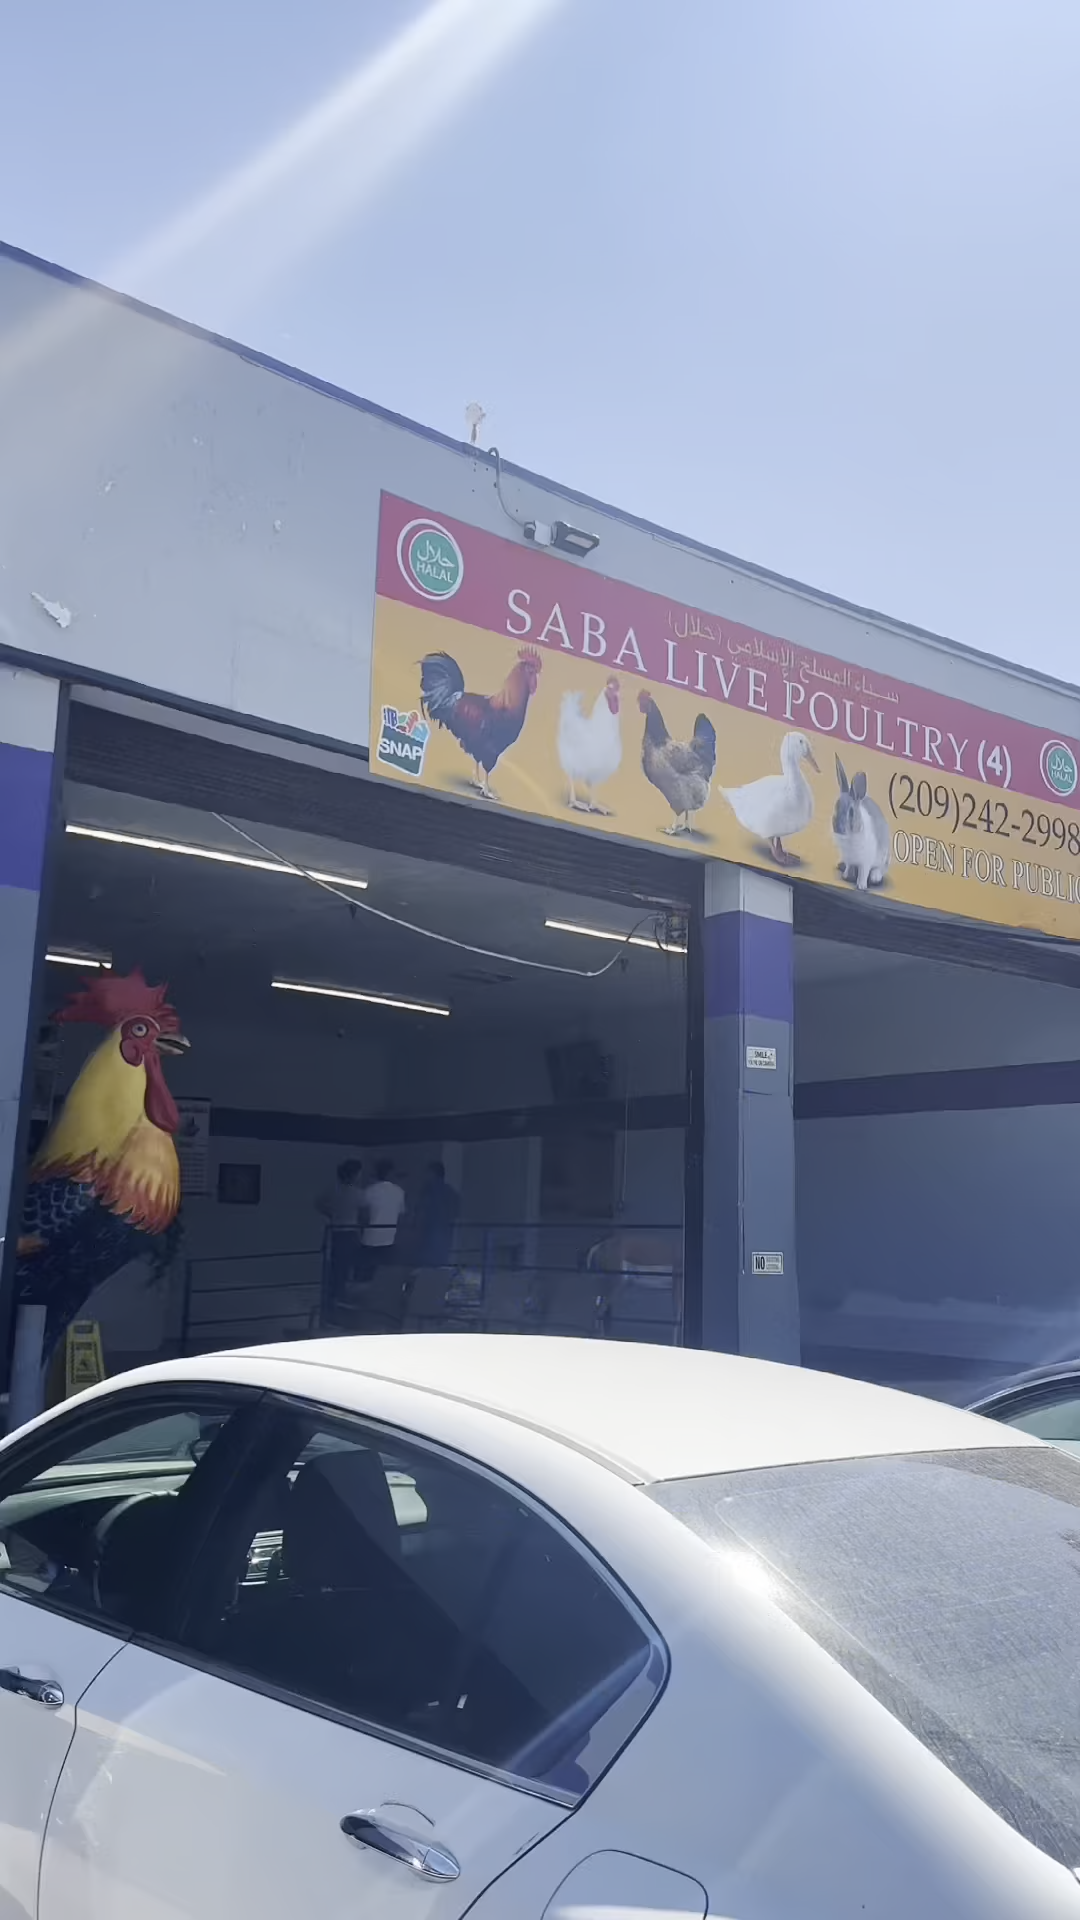 حلال
HALAL
سباء المسلخ الإسلامي (حلال)
SABA LIVE POULTRY (4)
حلال
HALAL
SNAP
(209)242-2998
OPEN FOR PUBLIC
SMILE
NO